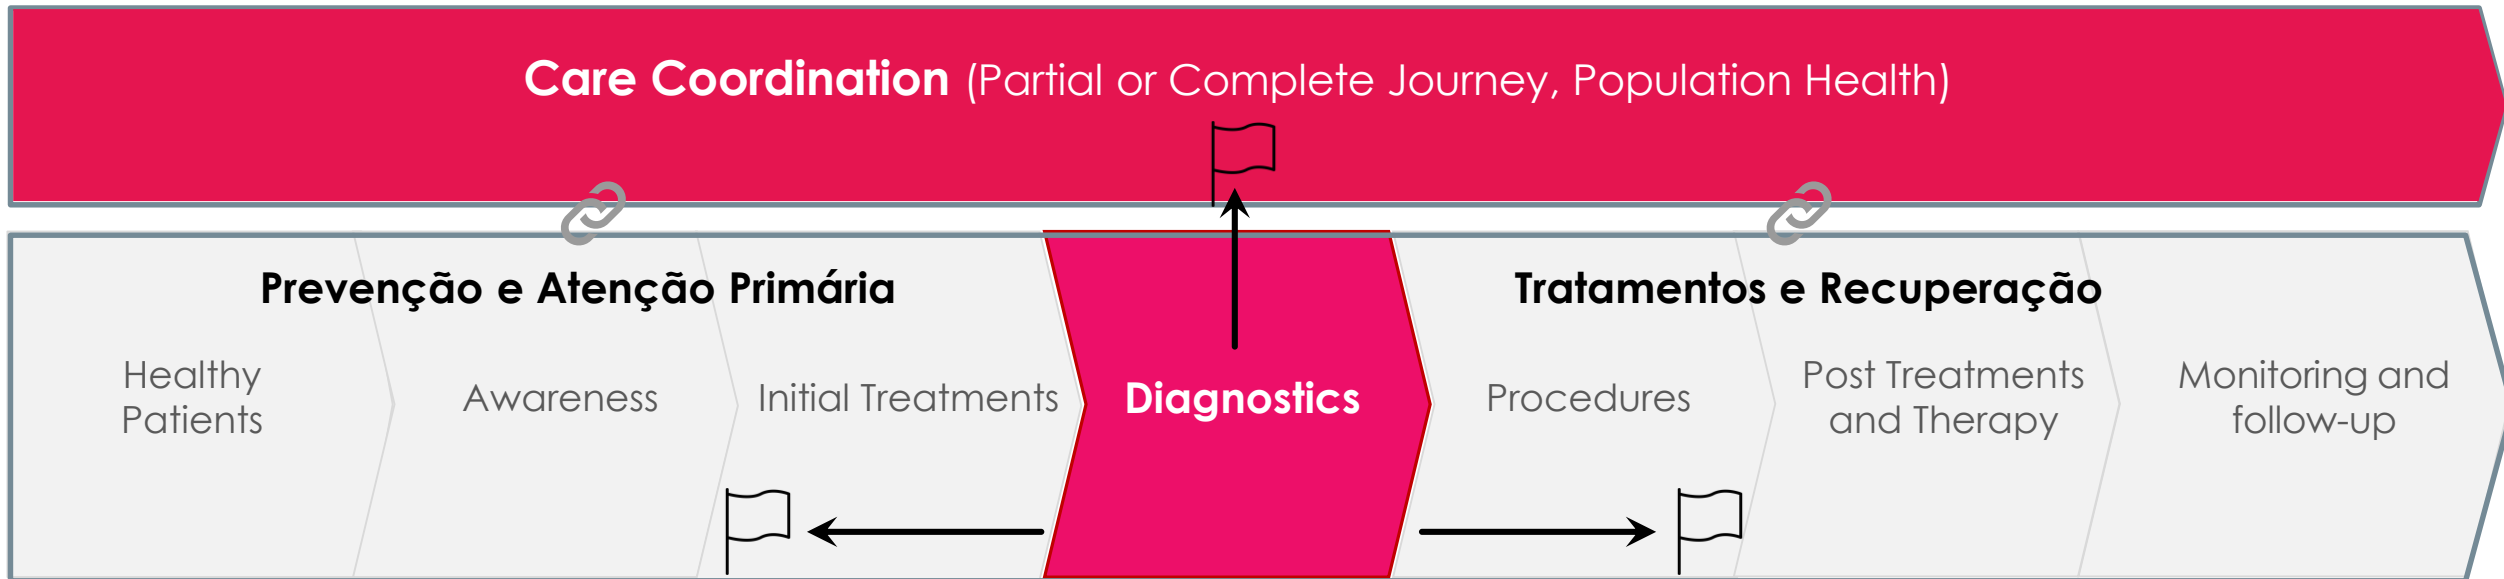 Care Coordination (Partial or Complete Journey, Population Health)
Prevenção e Atenção Primária
Tratamentos e Recuperação
Healthy
Patients
Awareness
Initial Treatments
Diagnostics
Procedures
Post Treatments
and Therapy
Monitoring and
follow-up